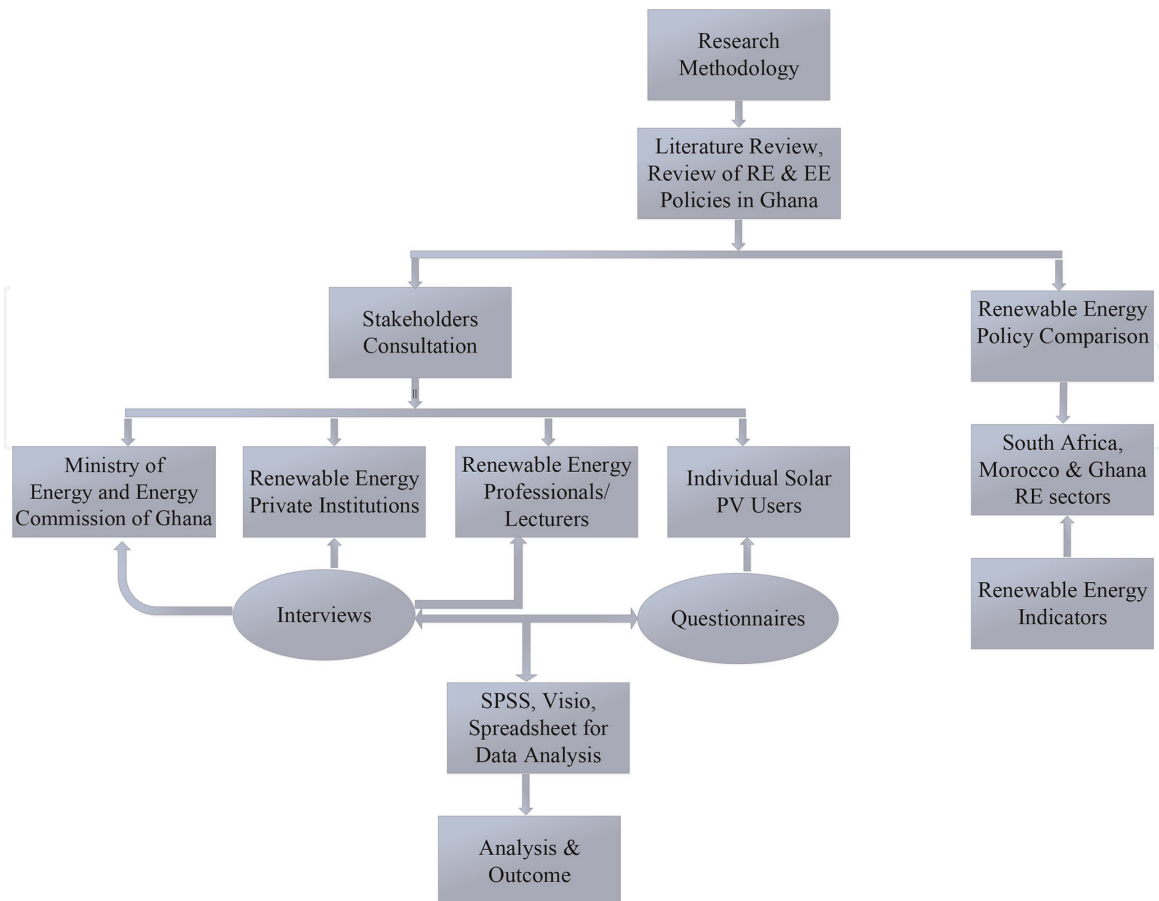 Research
Methodology
Literature Review,
Review of RE & EE
Policies in Ghana
Stakeholders
Consultation
Renewable Energy
Policy Comparison
Ministry of
Energy and Energy
Commission of Ghana
Renewable Energy
Private Institutions
Renewable Energy
Professionals/
Lecturers
Individual Solar
PV Users
South Africa,
Morocco & Ghana
RE sectors
Interviews
Questionnaires
Renewable Energy
Indicators
SPSS, Visio,
Spreadsheet for
Data Analysis
Analysis &
Outcome